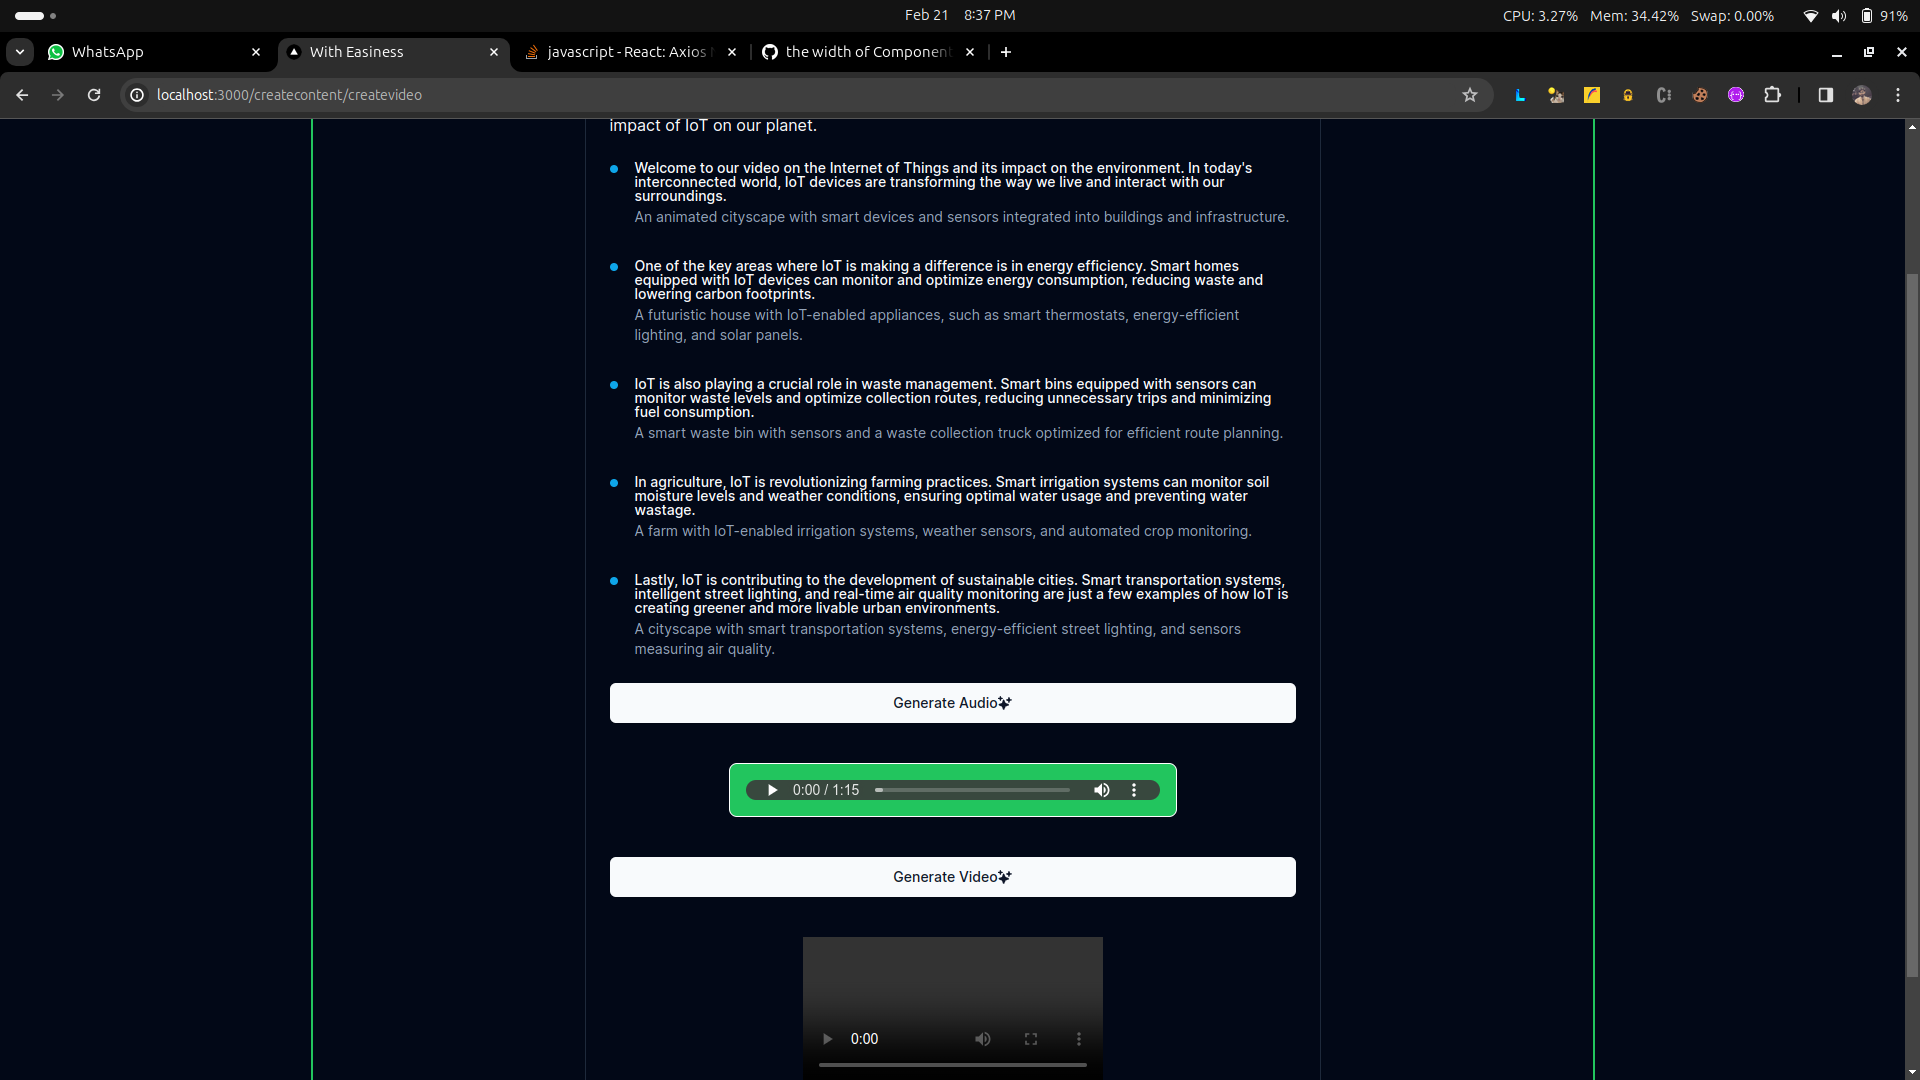 Feb 21 8:37 PM
CPU: 3.27% Mem: 34.42% Swap: 0.00% 91%
WhatsApp
With Easiness
javascript - React: Axios
the width of Componen
localhost:3000/createcontent/createvideo
impact of IoT on our planet.
Welcome to our video on the Internet of Things and its impact on the environment. In today's
interconnected world, IoT devices are transforming the way we live and interact with our
surroundings.
An animated cityscape with smart devices and sensors integrated into buildings and infrastructure.
One of the key areas where IoT is making a difference is in energy efficiency. Smart homes
equipped with IoT devices can monitor and optimize energy consumption, reducing waste and
lowering carbon footprints.
A futuristic house with IoT-enabled appliances, such as smart thermostats, energy-efficient
lighting, and solar panels.
IoT is also playing a crucial role in waste management. Smart bins equipped with sensors can
monitor waste levels and optimize collection routes, reducing unnecessary trips and minimizing
fuel consumption.
A smart waste bin with sensors and a waste collection truck optimized for efficient route planning.
In agriculture, IoT is revolutionizing farming practices. Smart irrigation systems can monitor soil
moisture levels and weather conditions, ensuring optimal water usage and preventing water
wastage.
A farm with IoT-enabled irrigation systems, weather sensors, and automated crop monitoring.
Lastly, IoT is contributing to the development of sustainable cities. Smart transportation systems,
intelligent street lighting, and real-time air quality monitoring are just a few examples of how IoT is
creating greener and more livable urban environments.
A cityscape with smart transportation systems, energy-efficient street lighting, and sensors
measuring air quality.
Generate Audio
0:00 / 1:15
Generate Video
0:00